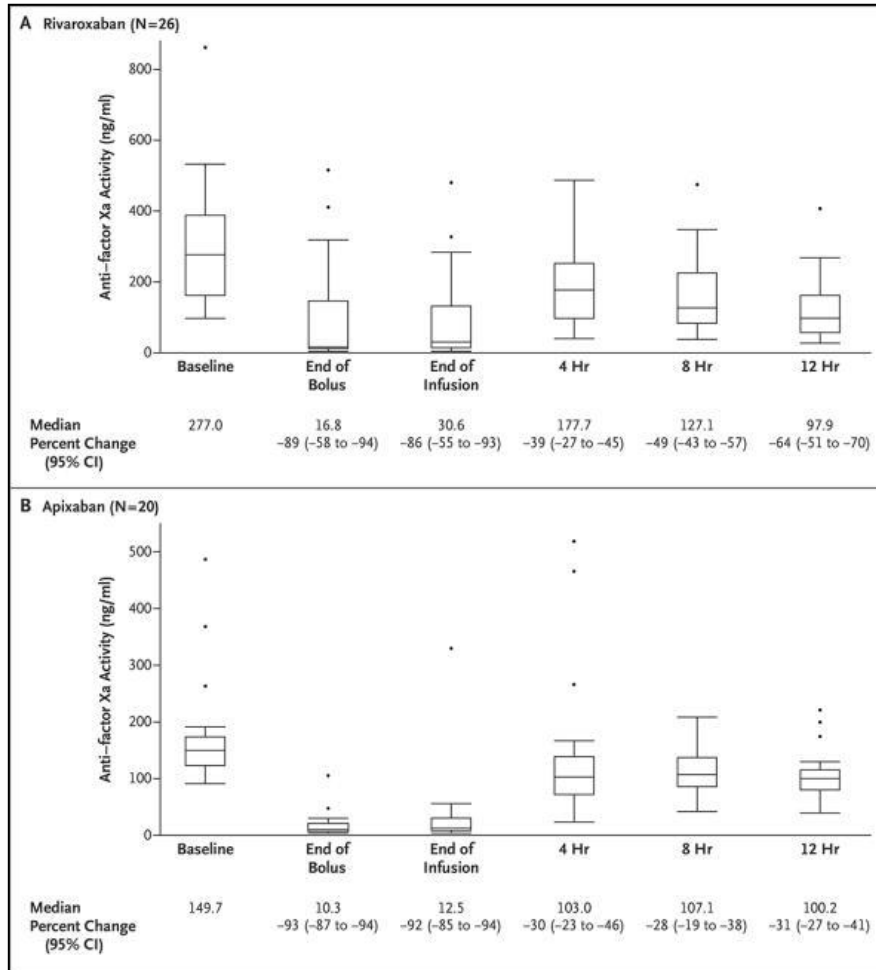 A Rivaroxaban (N=26)
Anti–factor Xa Activity (ng/ml)
800
600
400
200
0
Baseline End of Bolus End of Infusion 4 Hr 8 Hr 12 Hr
Median 277.0 16.8 30.6 177.7 127.1 97.9
Percent Change –89 (–58 to –94) –86 (–55 to –93) –39 (–27 to –45) –49 (–43 to –57) –64 (–51 to –70)
(95% CI)
B Apixaban (N=20)
Anti–factor Xa Activity (ng/ml)
500
400
300
200
100
0
Baseline End of Bolus End of Infusion 4 Hr 8 Hr 12 Hr
Median 149.7 10.3 12.5 103.0 107.1 100.2
Percent Change –93 (–87 to –94) –92 (–85 to –94) –30 (–23 to –46) –28 (–19 to –38) –31 (–27 to –41)
(95% CI)